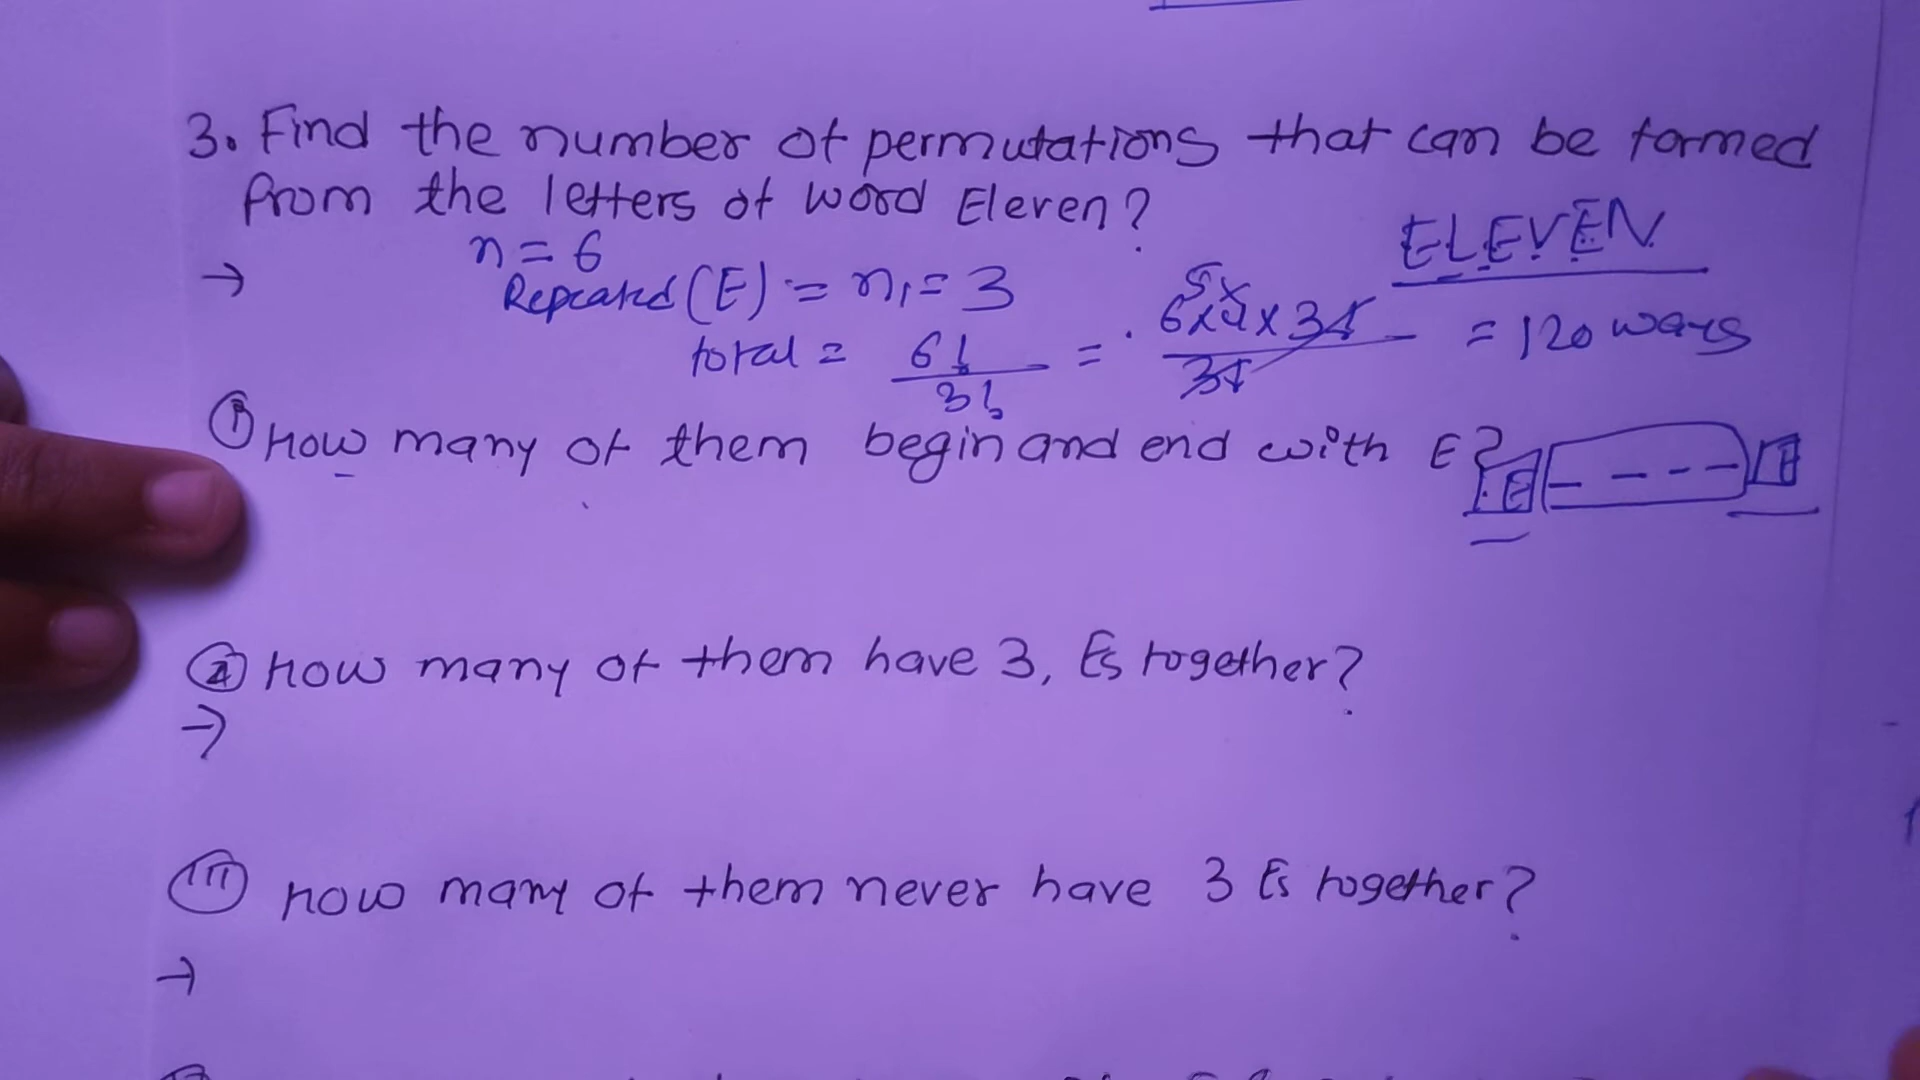 3. Find the number of permutations that can be formed
from the letters of word Eleven?
ELEVEN
n = 6
→ Repeated (E) = n₁ = 3
total = 6! / 3! = 6x5x4x3! / 3! = 120 ways
(i) How many of them begin and end with E?
E _ _ _ _ E
(2) how many of them have 3, Es together?
→
(III) how many of them never have 3 Es together?
→